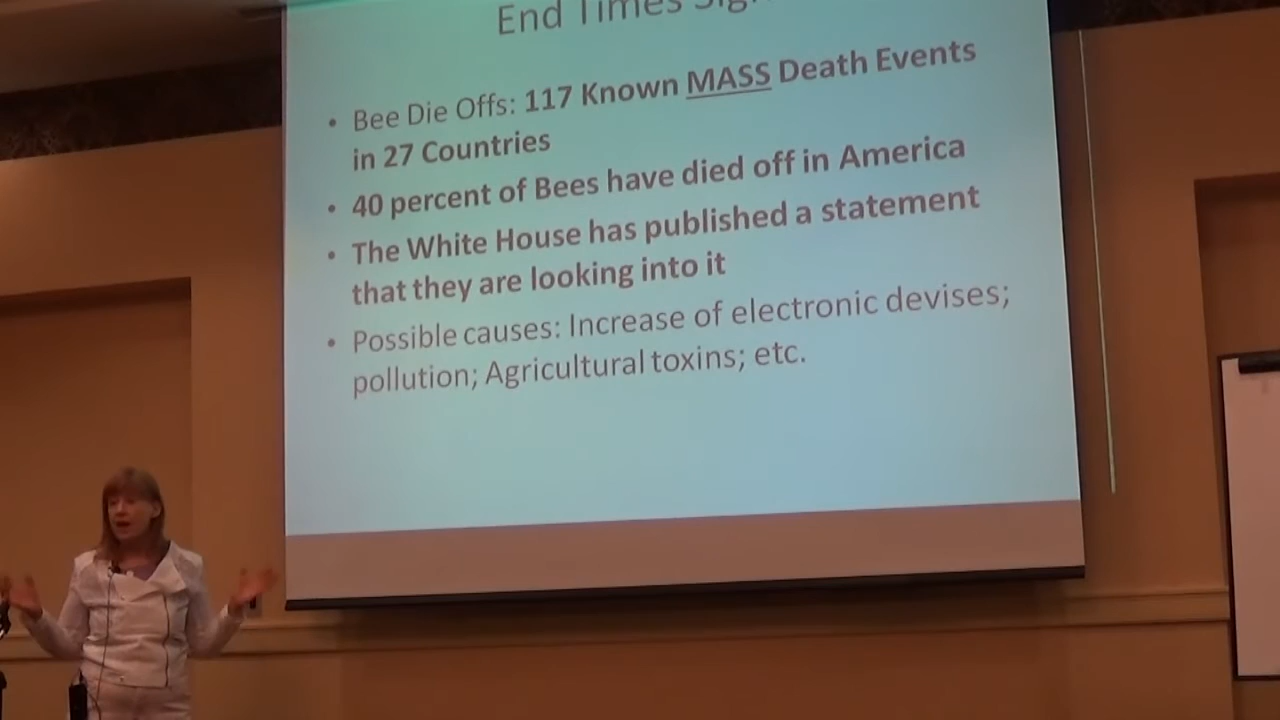 End Times
• Bee Die Offs: 117 Known MASS Death Events
in 27 Countries
• 40 percent of Bees have died off in America
• The White House has published a statement
that they are looking into it
• Possible causes: Increase of electronic devises;
pollution; Agricultural toxins; etc.